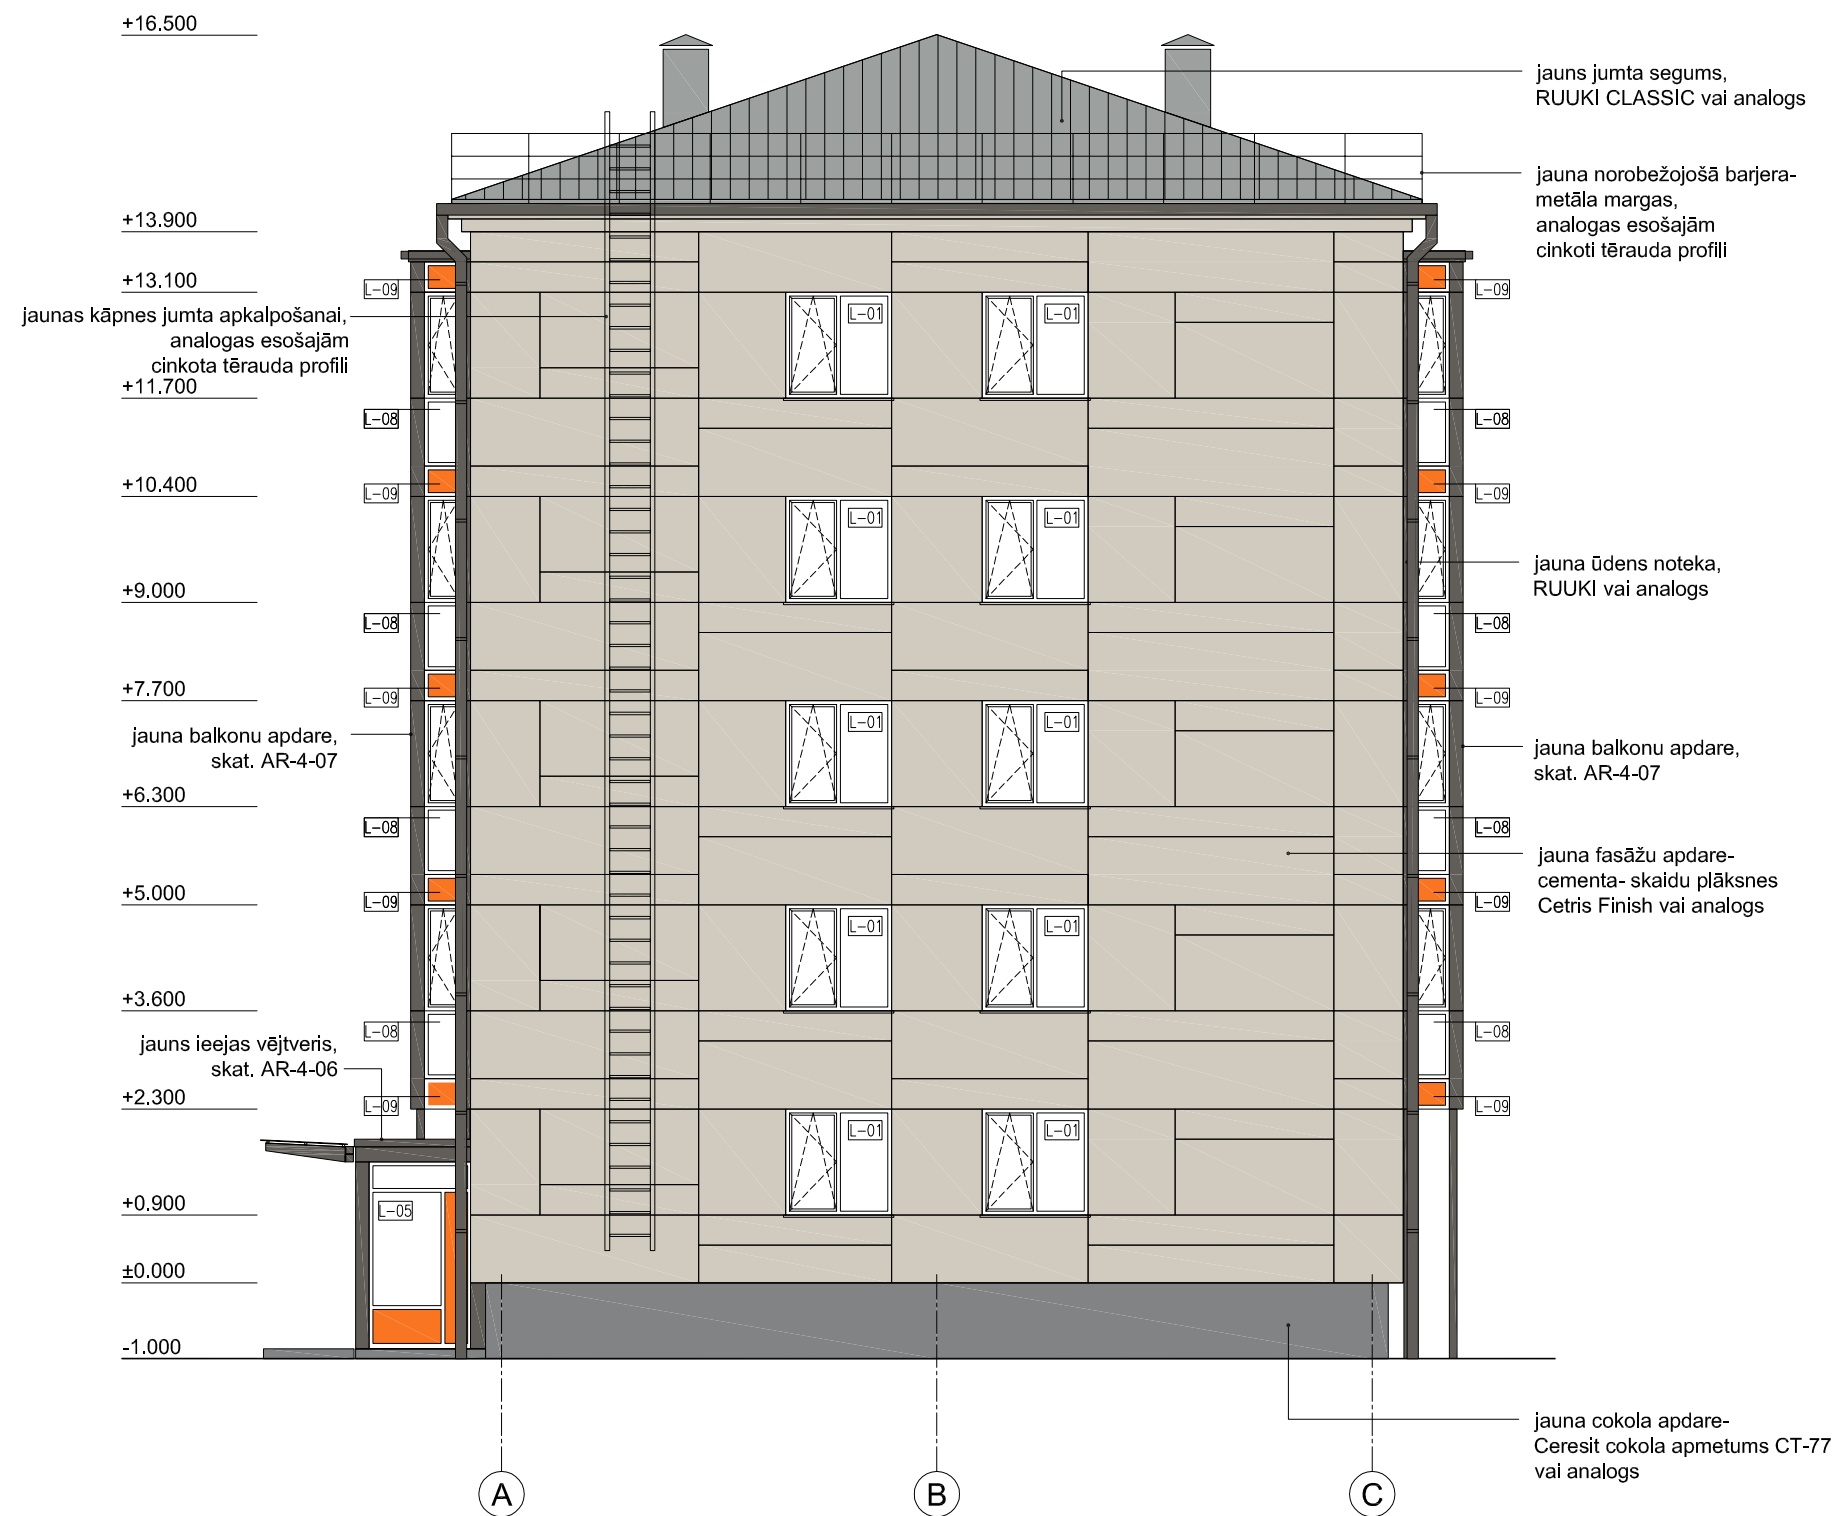 +16.500
jauns jumta segums,
RUUKI CLASSIC vai analogs
jauna norobežojošā barjera-
metāla margas,
analogas esošajām
cinkoti tērauda profili
+13.900
+13.100
L-09
L-09
jaunas kāpnes jumta apkalpošanai,
analogas esošajām
cinkota tērauda profili
L-01
L-01
+11.700
L-08
L-08
+10.400
L-09
L-09
L-01
L-01
jauna ūdens noteka,
RUUKI vai analogs
+9.000
L-08
L-08
+7.700
L-09
L-09
L-01
L-01
jauna balkonu apdare,
skat. AR-4-07
jauna balkonu apdare,
skat. AR-4-07
+6.300
L-08
L-08
jauna fasāžu apdare-
cementa- skaidu plāksnes
Cetris Finish vai analogs
+5.000
L-09
L-09
L-01
L-01
+3.600
L-08
L-08
jauns ieejas vējtveris,
skat. AR-4-06
+2.300
L-09
L-09
L-01
L-01
+0.900
L-05
±0.000
-1.000
jauna cokola apdare-
Ceresit cokola apmetums CT-77
vai analogs
A
B
C